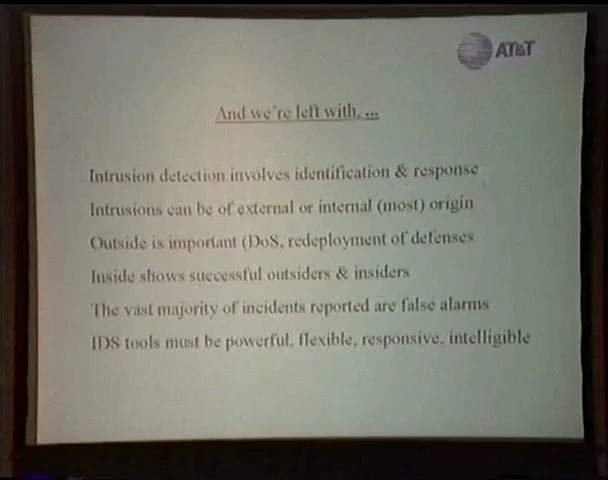 AT&T
And we're left with, ...
Intrusion detection involves identification & response
Intrusions can be of external or internal (most) origin
Outside is important (DoS, redeployment of defenses
Inside shows successful outsiders & insiders
The vast majority of incidents reported are false alarms
IDS tools must be powerful, flexible, responsive, intelligible